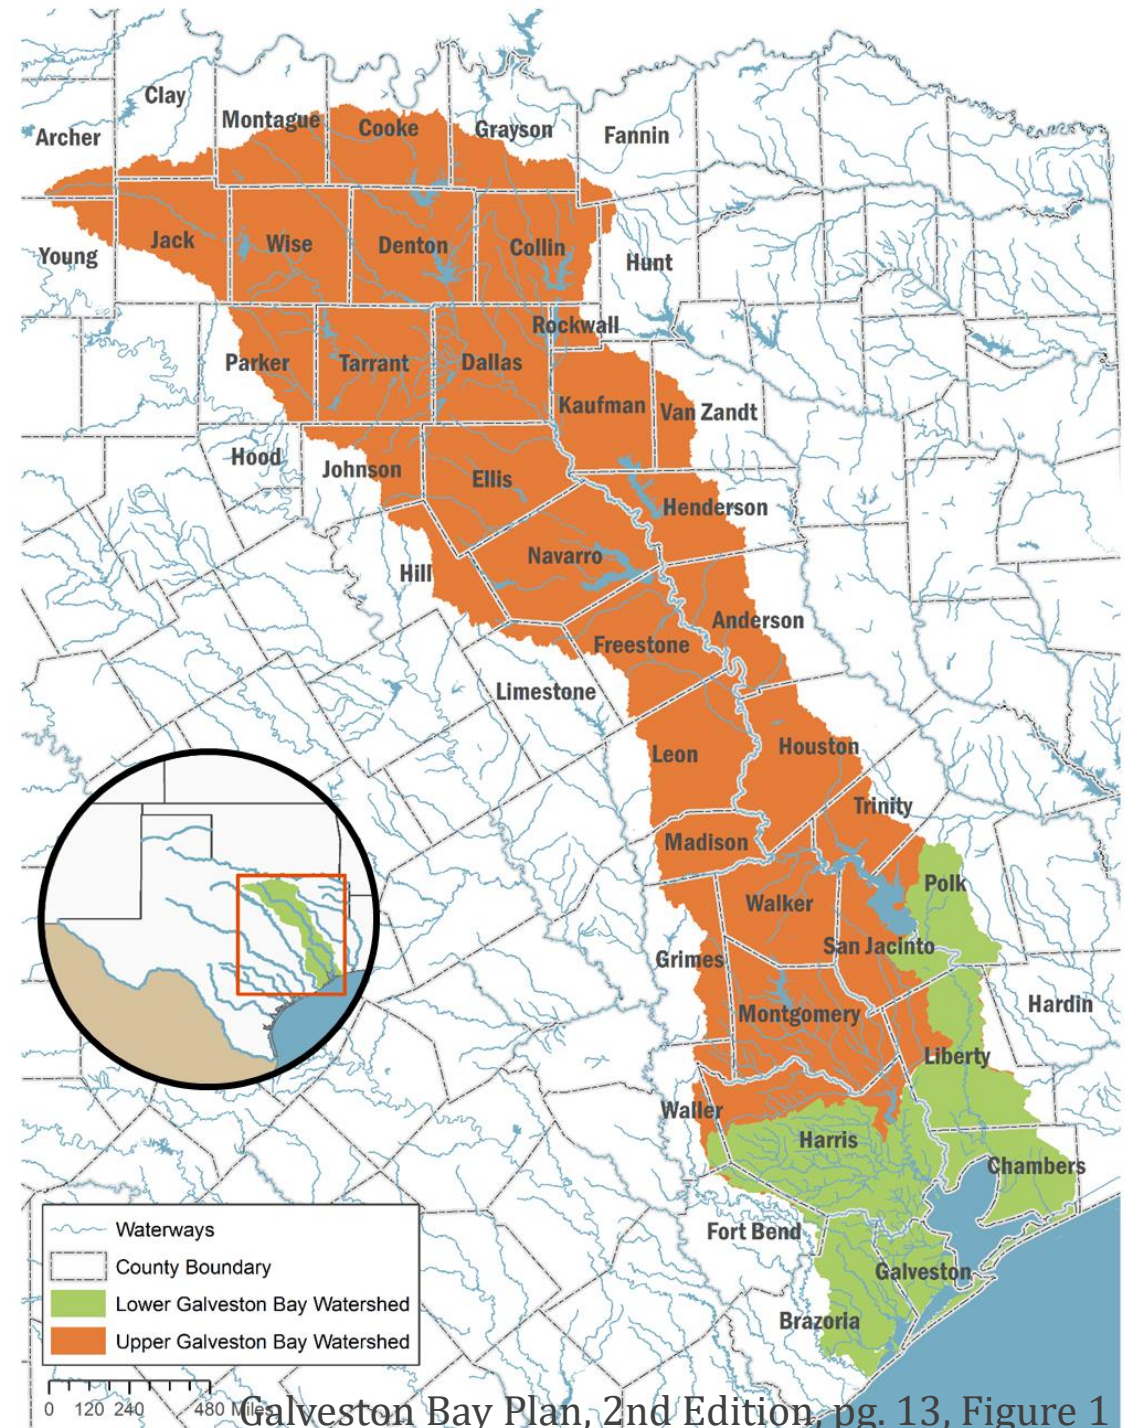 Clay
Montague
Cooke
Grayson
Fannin
Archer
Young
Jack
Wise
Denton
Collin
Hunt
Rockwall
Parker
Tarrant
Dallas
Kaufman
Van Zandt
Hood
Johnson
Ellis
Henderson
Navarro
Hill
Anderson
Freestone
Limestone
Leon
Houston
Trinity
Madison
Polk
Walker
San Jacinto
Grimes
Hardin
Montgomery
Liberty
Waller
Harris
Chambers
Fort Bend
Galveston
Brazoria
Waterways
County Boundary
Lower Galveston Bay Watershed
Upper Galveston Bay Watershed
0 120 240 480 Miles
Galveston Bay Plan, 2nd Edition, pg. 13, Figure 1